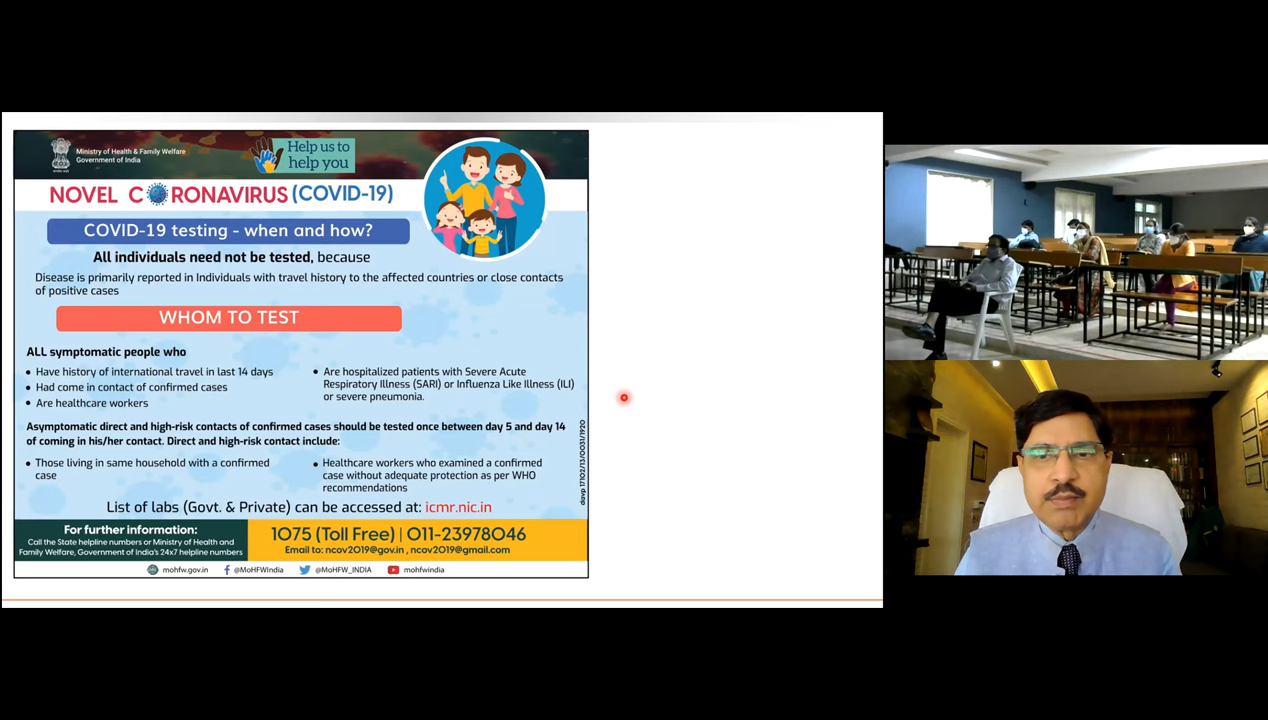 Ministry of Health & Family Welfare
Government of India
Help us to
help you
NOVEL CORONAVIRUS (COVID-19)
COVID-19 testing - when and how?
All individuals need not be tested, because
Disease is primarily reported in Individuals with travel history to the affected countries or close contacts
of positive cases
WHOM TO TEST
ALL symptomatic people who
• Have history of international travel in last 14 days
• Had come in contact of confirmed cases
• Are healthcare workers
• Are hospitalized patients with Severe Acute
Respiratory Illness (SARI) or Influenza Like Illness (ILI)
or severe pneumonia.
Asymptomatic direct and high-risk contacts of confirmed cases should be tested once between day 5 and day 14
of coming in his/her contact. Direct and high-risk contact include:
• Those living in same household with a confirmed
case
• Healthcare workers who examined a confirmed
case without adequate protection as per WHO
recommendations
List of labs (Govt. & Private) can be accessed at: icmr.nic.in
For further information:
Call the State helpline numbers or Ministry of Health and
Family Welfare, Government of India's 24x7 helpline numbers
1075 (Toll Free) | 011-23978046
Email to: ncov2019@gov.in , ncov2019@gmail.com
mohfw.gov.in @MoHFWIndia @MoHFW_INDIA mohfwindia
davp 17102/13/0031/1920